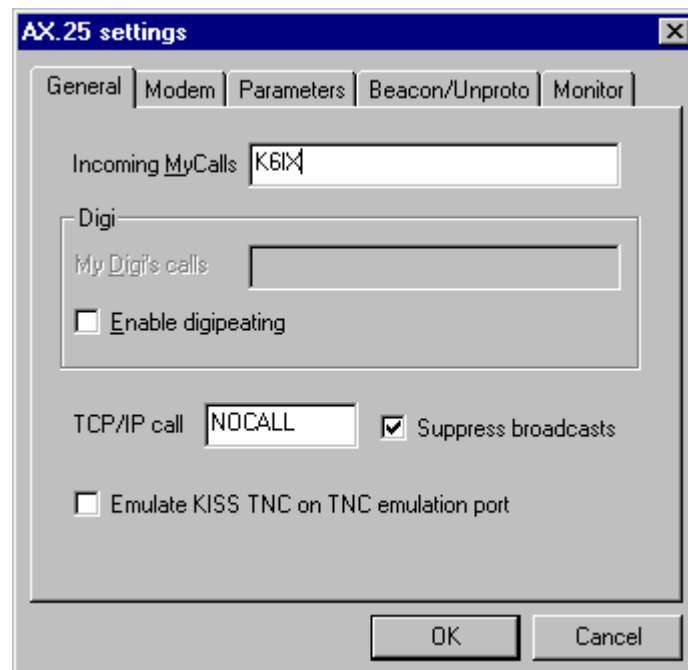 AX.25 settings
General Modem Parameters Beacon/Unproto Monitor
Incoming MyCalls K6IX
Digi
My Digi's calls
Enable digipeating
TCP/IP call NOCALL Suppress broadcasts
Emulate KISS TNC on TNC emulation port
OK Cancel